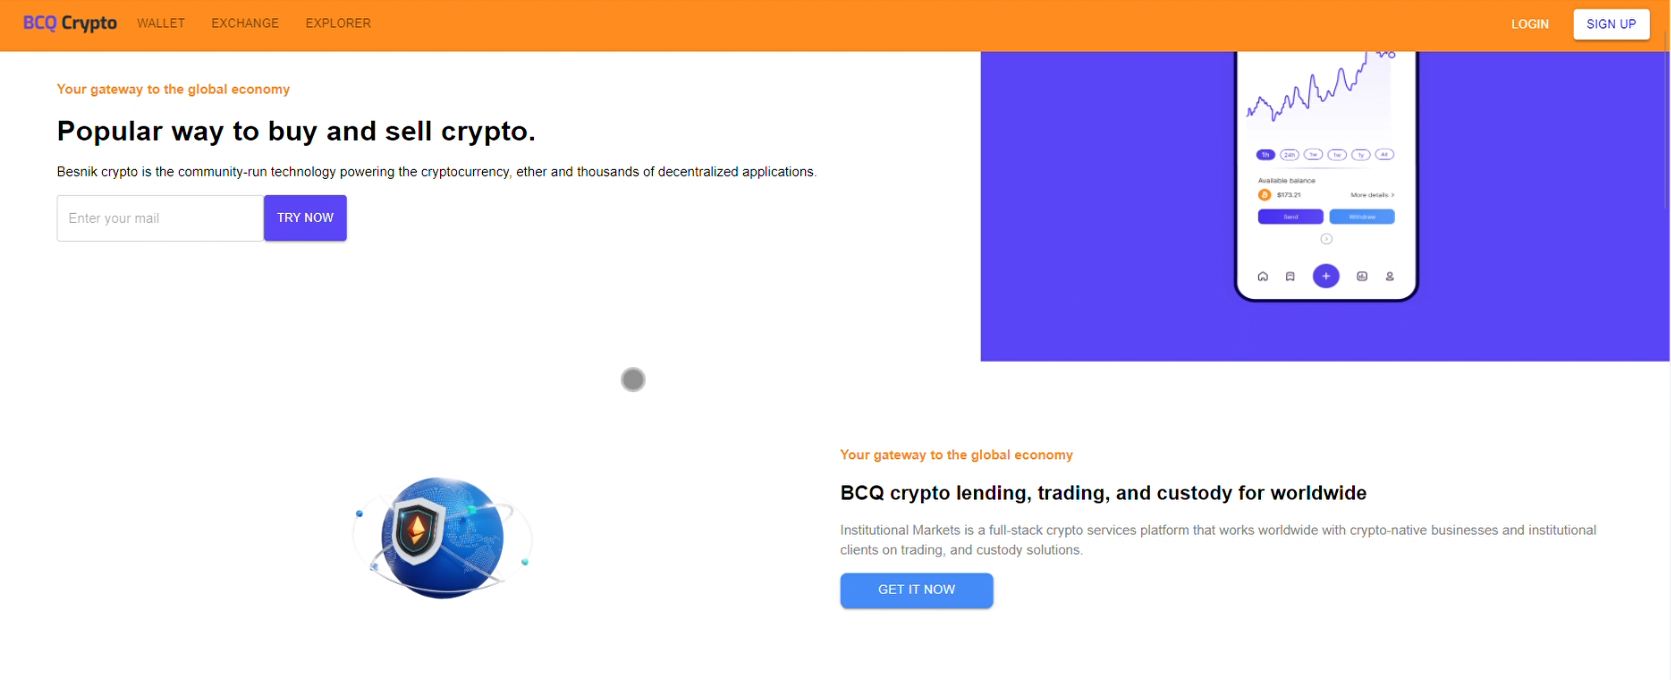 BCQ Crypto WALLET EXCHANGE EXPLORER LOGIN SIGN UP
Your gateway to the global economy
Popular way to buy and sell crypto.
Besnik crypto is the community-run technology powering the cryptocurrency, ether and thousands of decentralized applications.
Enter your mail TRY NOW
1h 24h 1w 1y All
Available balance
$173.21 More details >
Send Withdraw
Your gateway to the global economy
BCQ crypto lending, trading, and custody for worldwide
Institutional Markets is a full-stack crypto services platform that works worldwide with crypto-native businesses and institutional
clients on trading, and custody solutions.
GET IT NOW